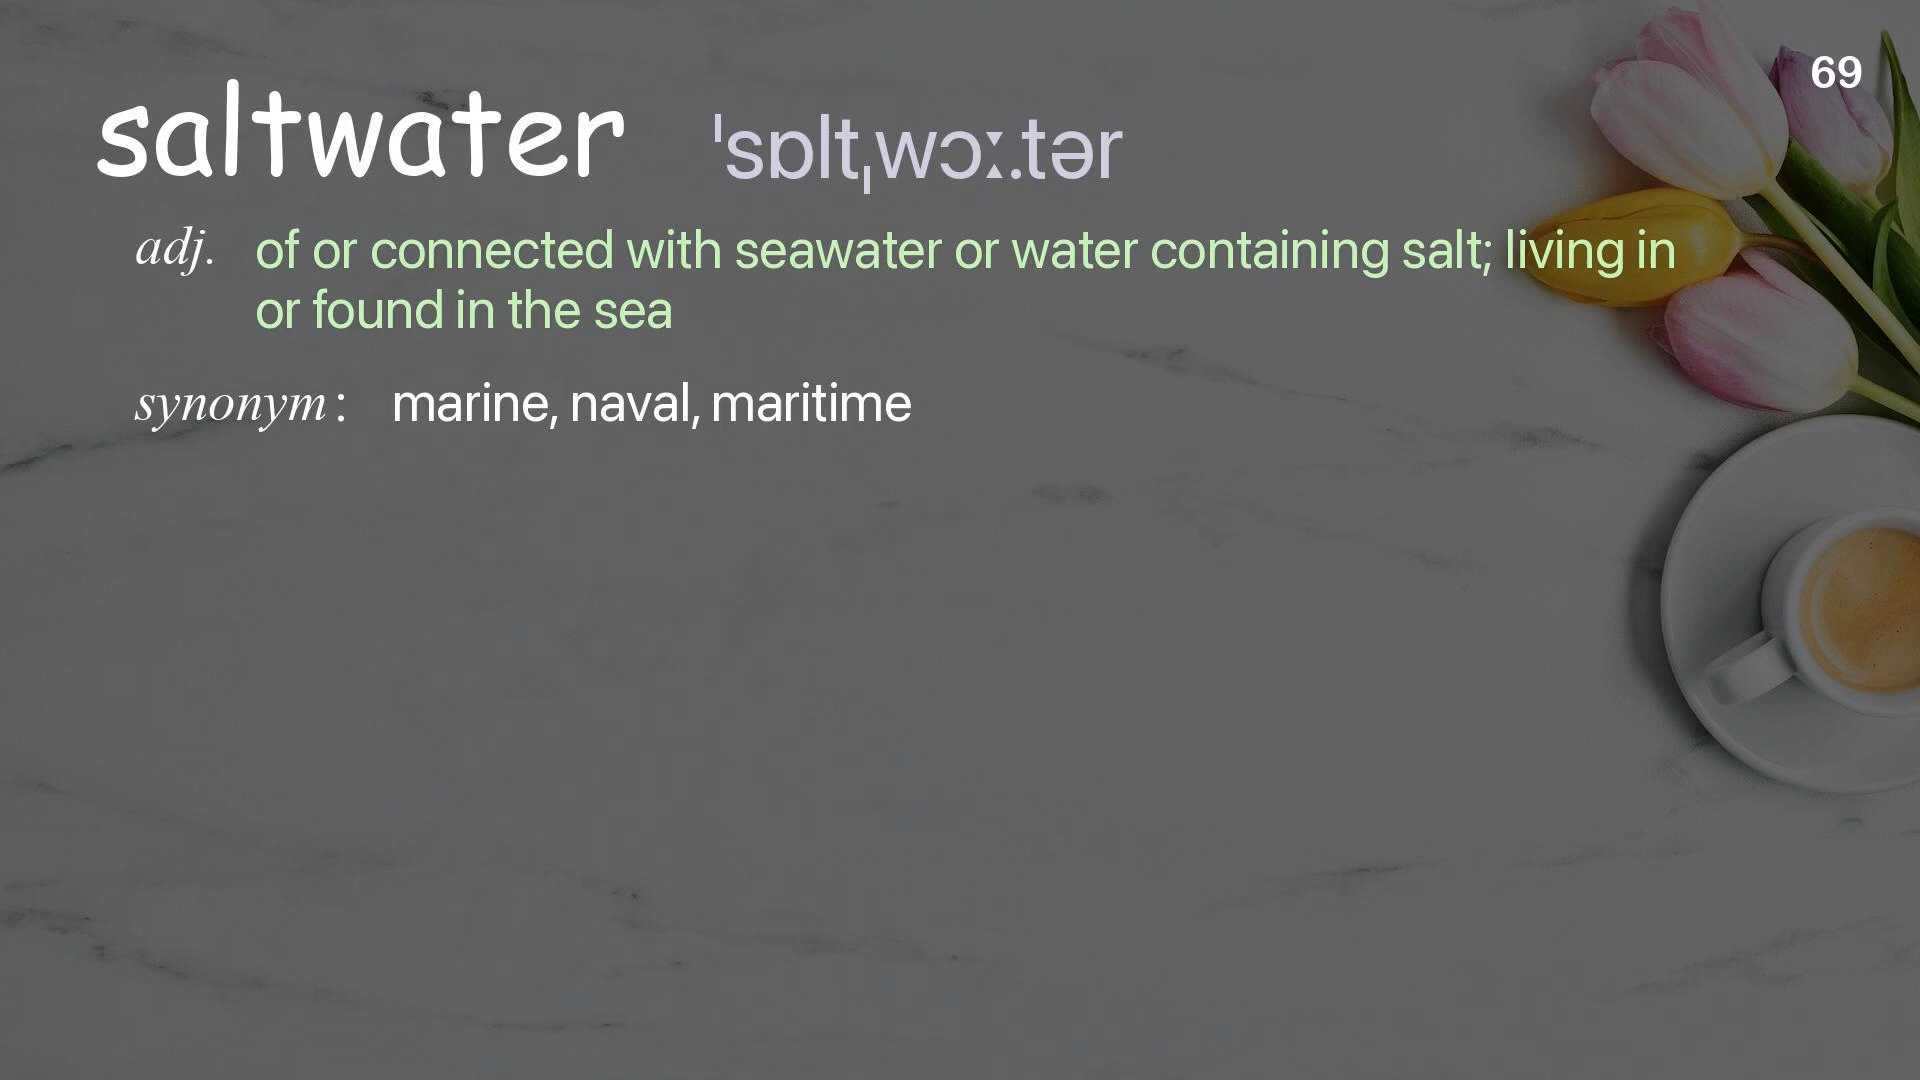 69
saltwater ˈsɒltˌwɔː.tər
adj. of or connected with seawater or water containing salt; living in
or found in the sea
synonym: marine, naval, maritime